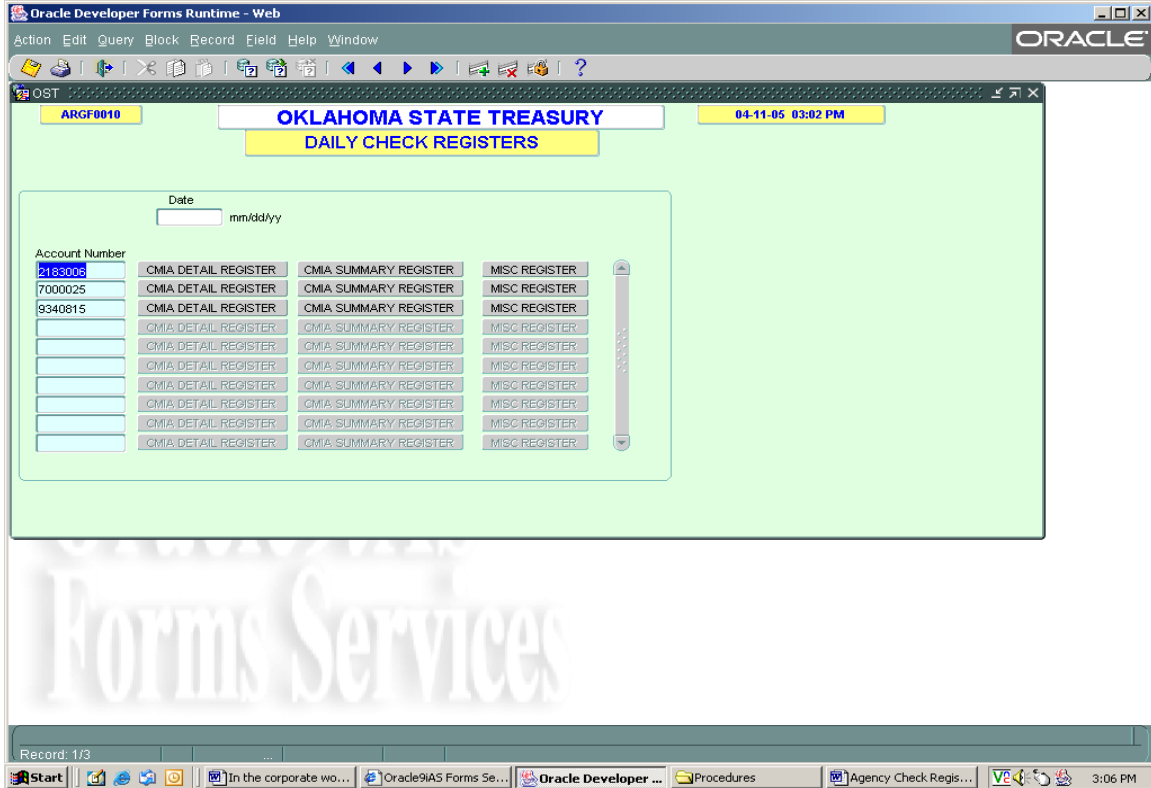 Oracle Developer Forms Runtime - Web
Action Edit Query Block Record Field Help Window
ORACLE
OST
ARGF0010 OKLAHOMA STATE TREASURY 04-11-05 03:02 PM
DAILY CHECK REGISTERS
Date
mm/dd/yy
Account Number
2183006 CMIA DETAIL REGISTER CMIA SUMMARY REGISTER MISC REGISTER
7000025 CMIA DETAIL REGISTER CMIA SUMMARY REGISTER MISC REGISTER
9340815 CMIA DETAIL REGISTER CMIA SUMMARY REGISTER MISC REGISTER
CMIA DETAIL REGISTER CMIA SUMMARY REGISTER MISC REGISTER
CMIA DETAIL REGISTER CMIA SUMMARY REGISTER MISC REGISTER
CMIA DETAIL REGISTER CMIA SUMMARY REGISTER MISC REGISTER
CMIA DETAIL REGISTER CMIA SUMMARY REGISTER MISC REGISTER
CMIA DETAIL REGISTER CMIA SUMMARY REGISTER MISC REGISTER
CMIA DETAIL REGISTER CMIA SUMMARY REGISTER MISC REGISTER
CMIA DETAIL REGISTER CMIA SUMMARY REGISTER MISC REGISTER
Forms Services
Record: 1/3 ...
Start In the corporate wo... Oracle9iAS Forms Se... Oracle Developer ... Procedures Agency Check Regis... 3:06 PM